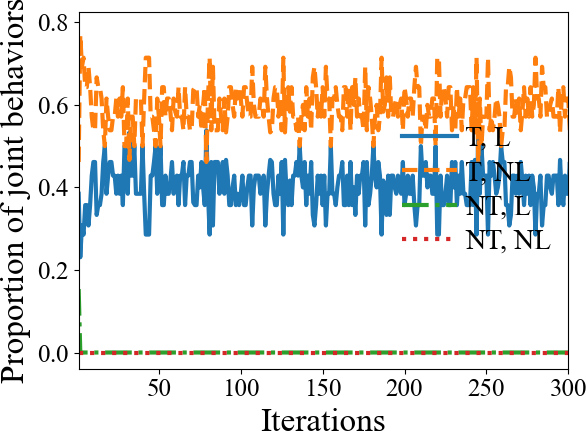 Proportion of joint behaviors
0.8
0.6
0.4
0.2
0.0
T, L
T, NL
NT, L
NT, NL
50
100
150
200
250
300
Iterations